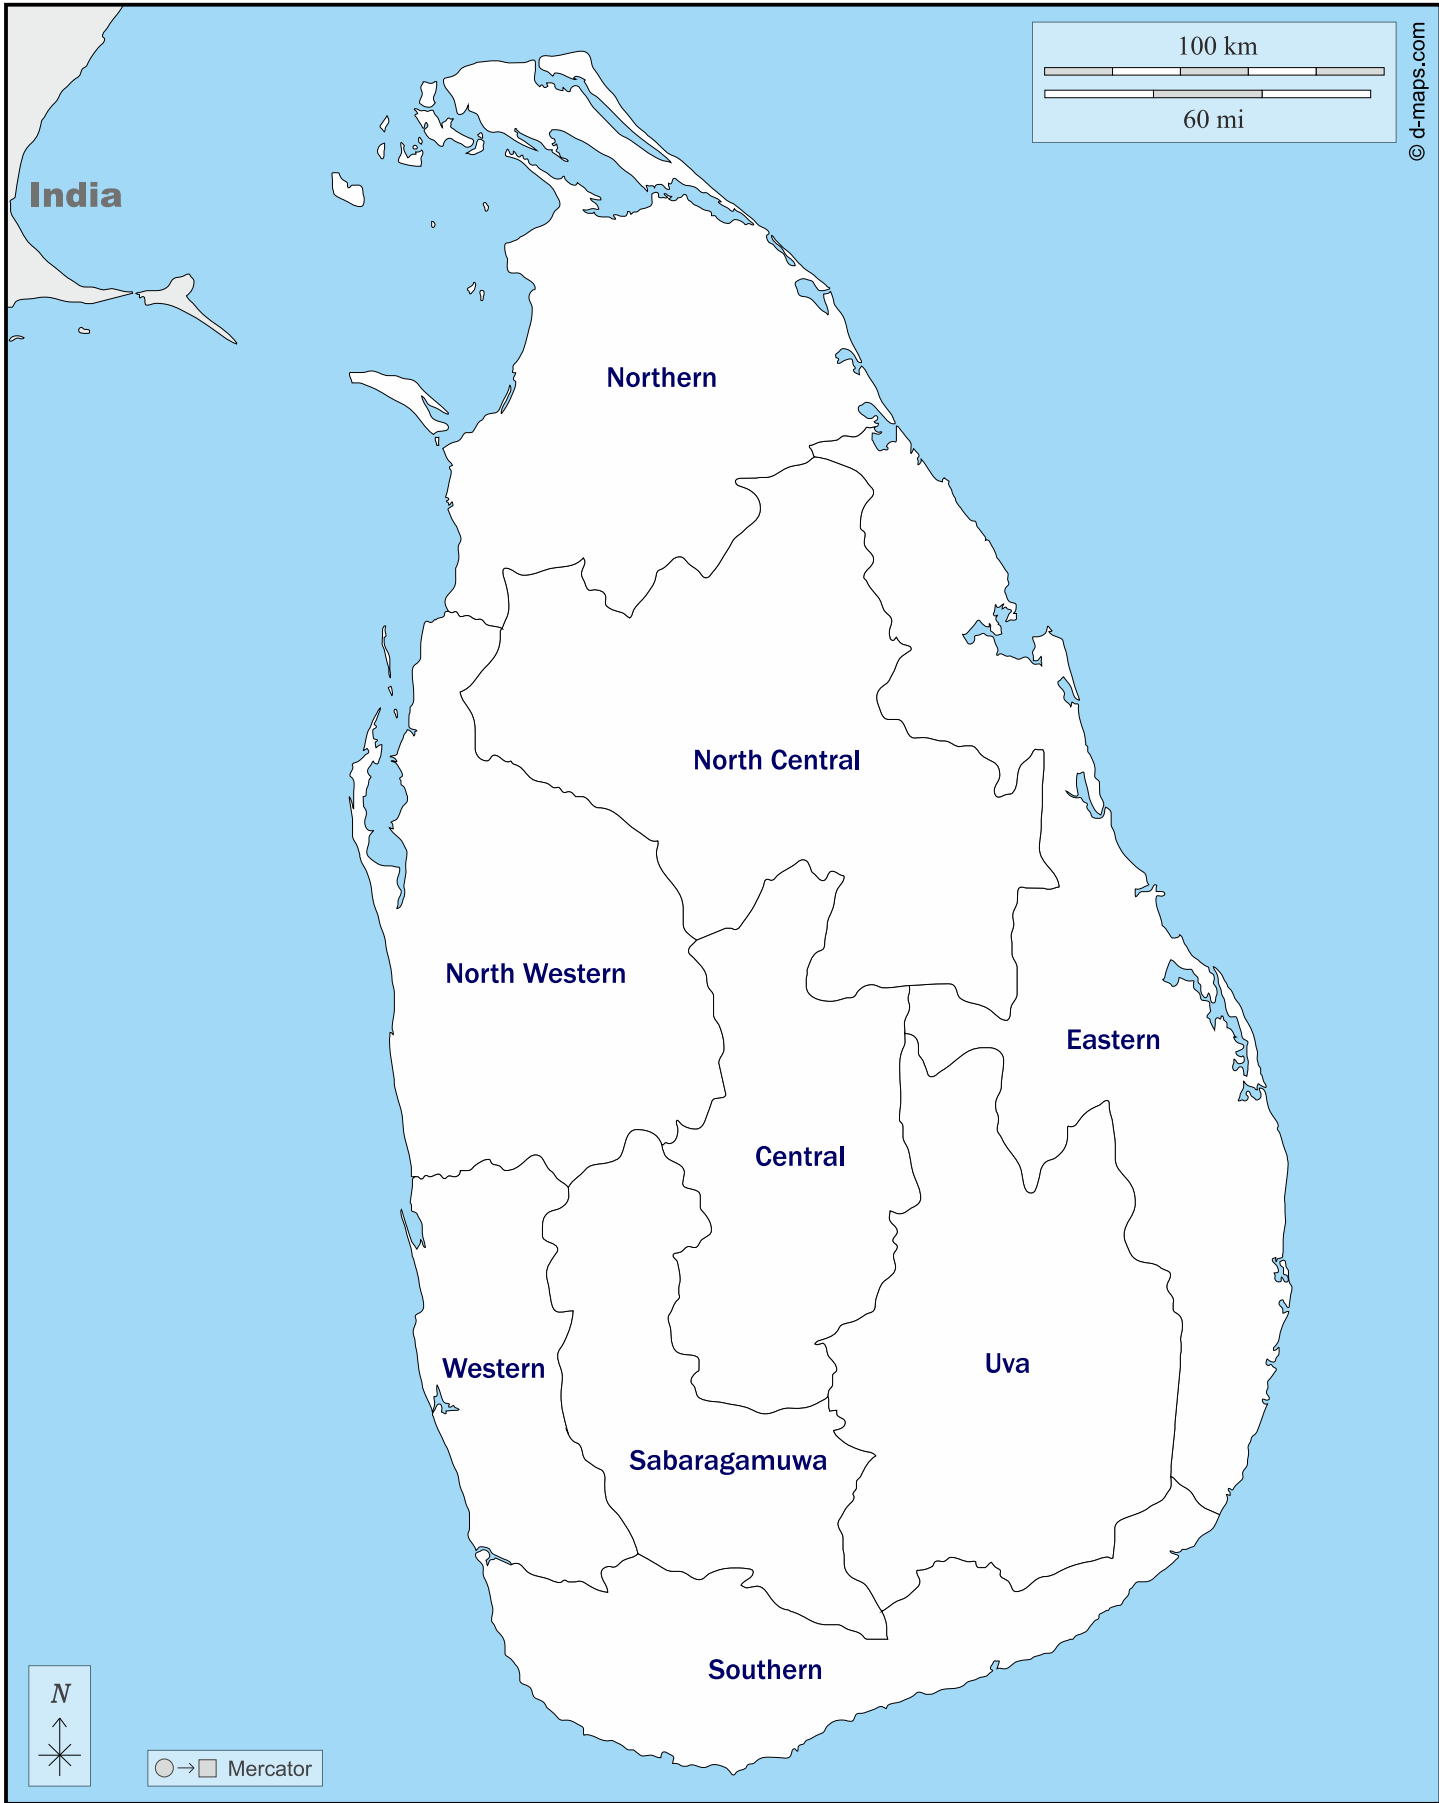 100 km
60 mi
© d-maps.com
India
Northern
North Central
North Western
Eastern
Central
Western
Uva
Sabaragamuwa
Southern
N
Mercator